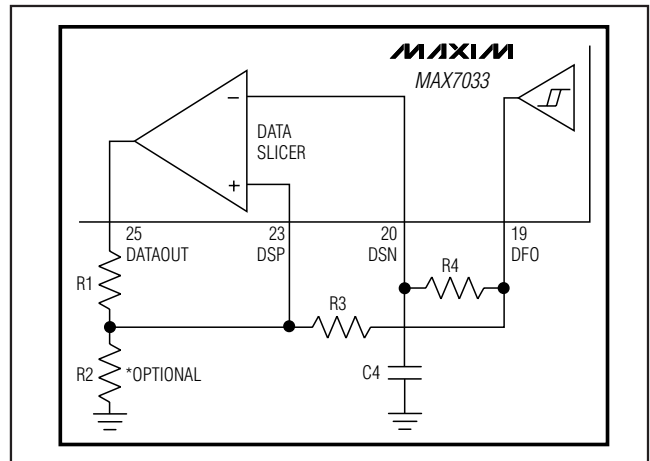 MAXIM
MAX7033
DATA
SLICER
−
+
25
DATAOUT
23
DSP
20
DSN
19
DFO
R1
R3
R4
R2
*OPTIONAL
C4